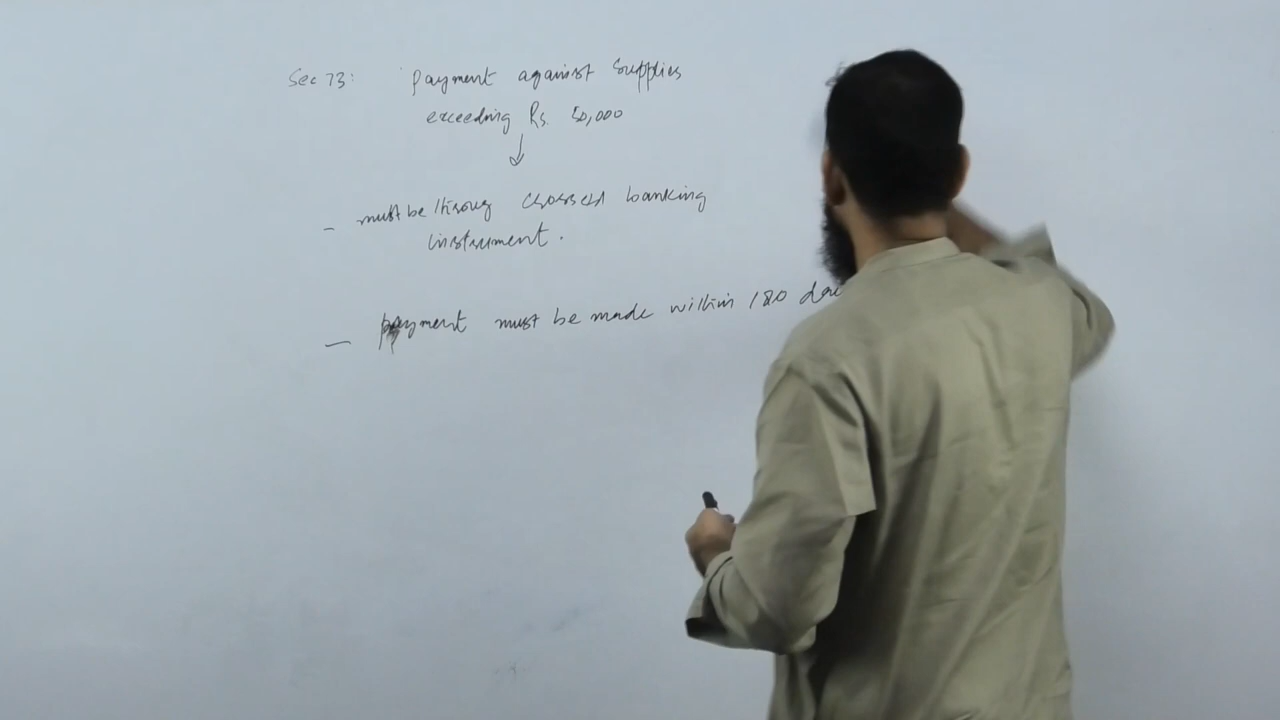 Sec 73: payment against supplies
exceeding Rs. 50,000
- must be throug crossed banking
instrument.
- payment must be made within 180